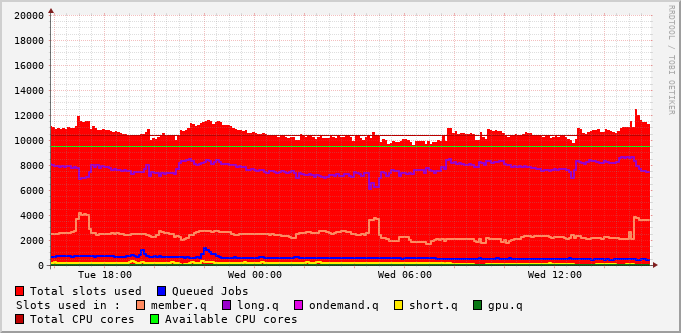 20000
18000
16000
14000
12000
10000
8000
6000
4000
2000
0
Tue 18:00 Wed 00:00 Wed 06:00 Wed 12:00
RRDTOOL / TOBI OETIKER
Total slots used Queued Jobs
Slots used in : member.q long.q ondemand.q short.q gpu.q
Total CPU cores Available CPU cores